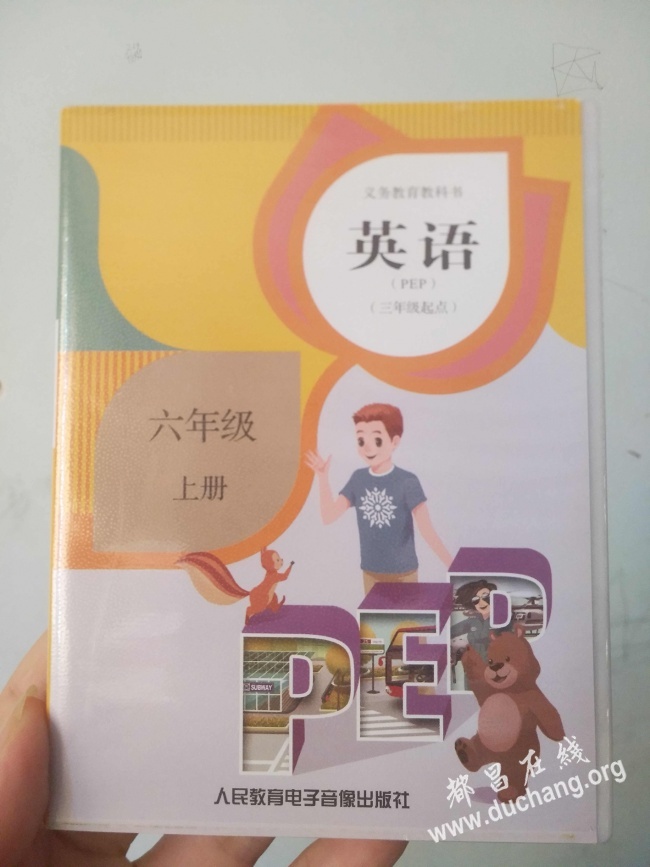 义务教育教科书
英语
（PEP）
（三年级起点）
六年级
上册
PEP
SUBWAY
人民教育电子音像出版社
都昌在线
www.duchang.org